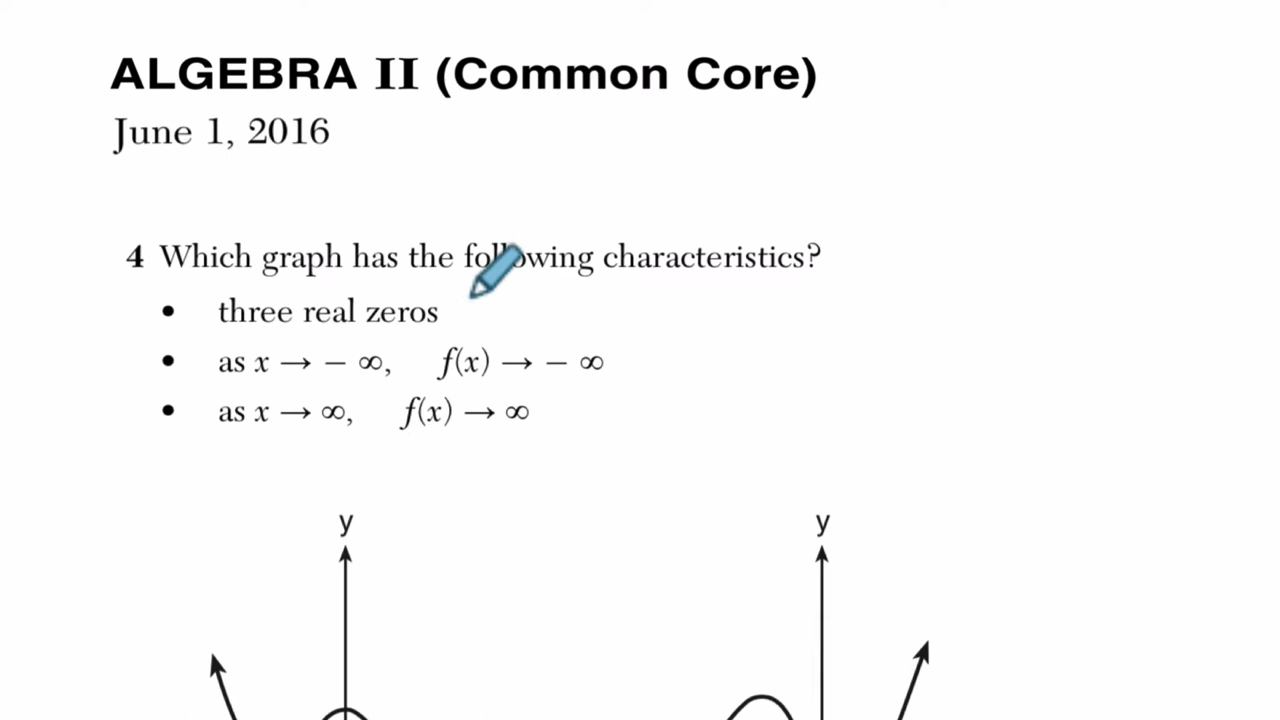 ALGEBRA II (Common Core)
June 1, 2016
4 Which graph has the following characteristics?
• three real zeros
• as x → − ∞, f(x) → − ∞
• as x → ∞, f(x) → ∞
y y